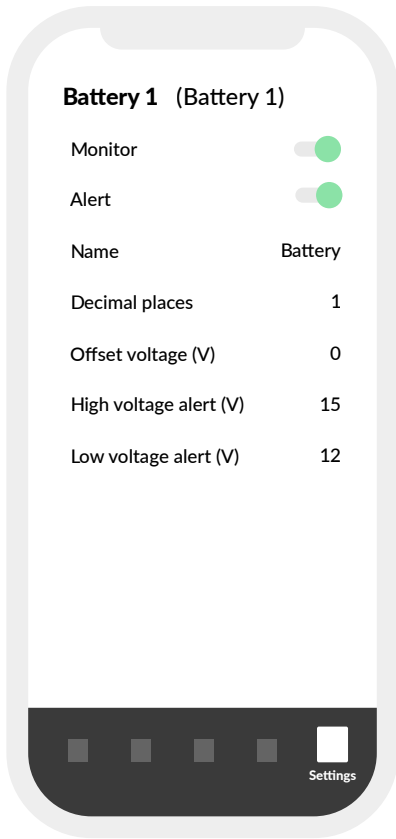 Battery 1 (Battery 1)
Monitor
Alert
Name Battery
Decimal places 1
Offset voltage (V) 0
High voltage alert (V) 15
Low voltage alert (V) 12
Settings